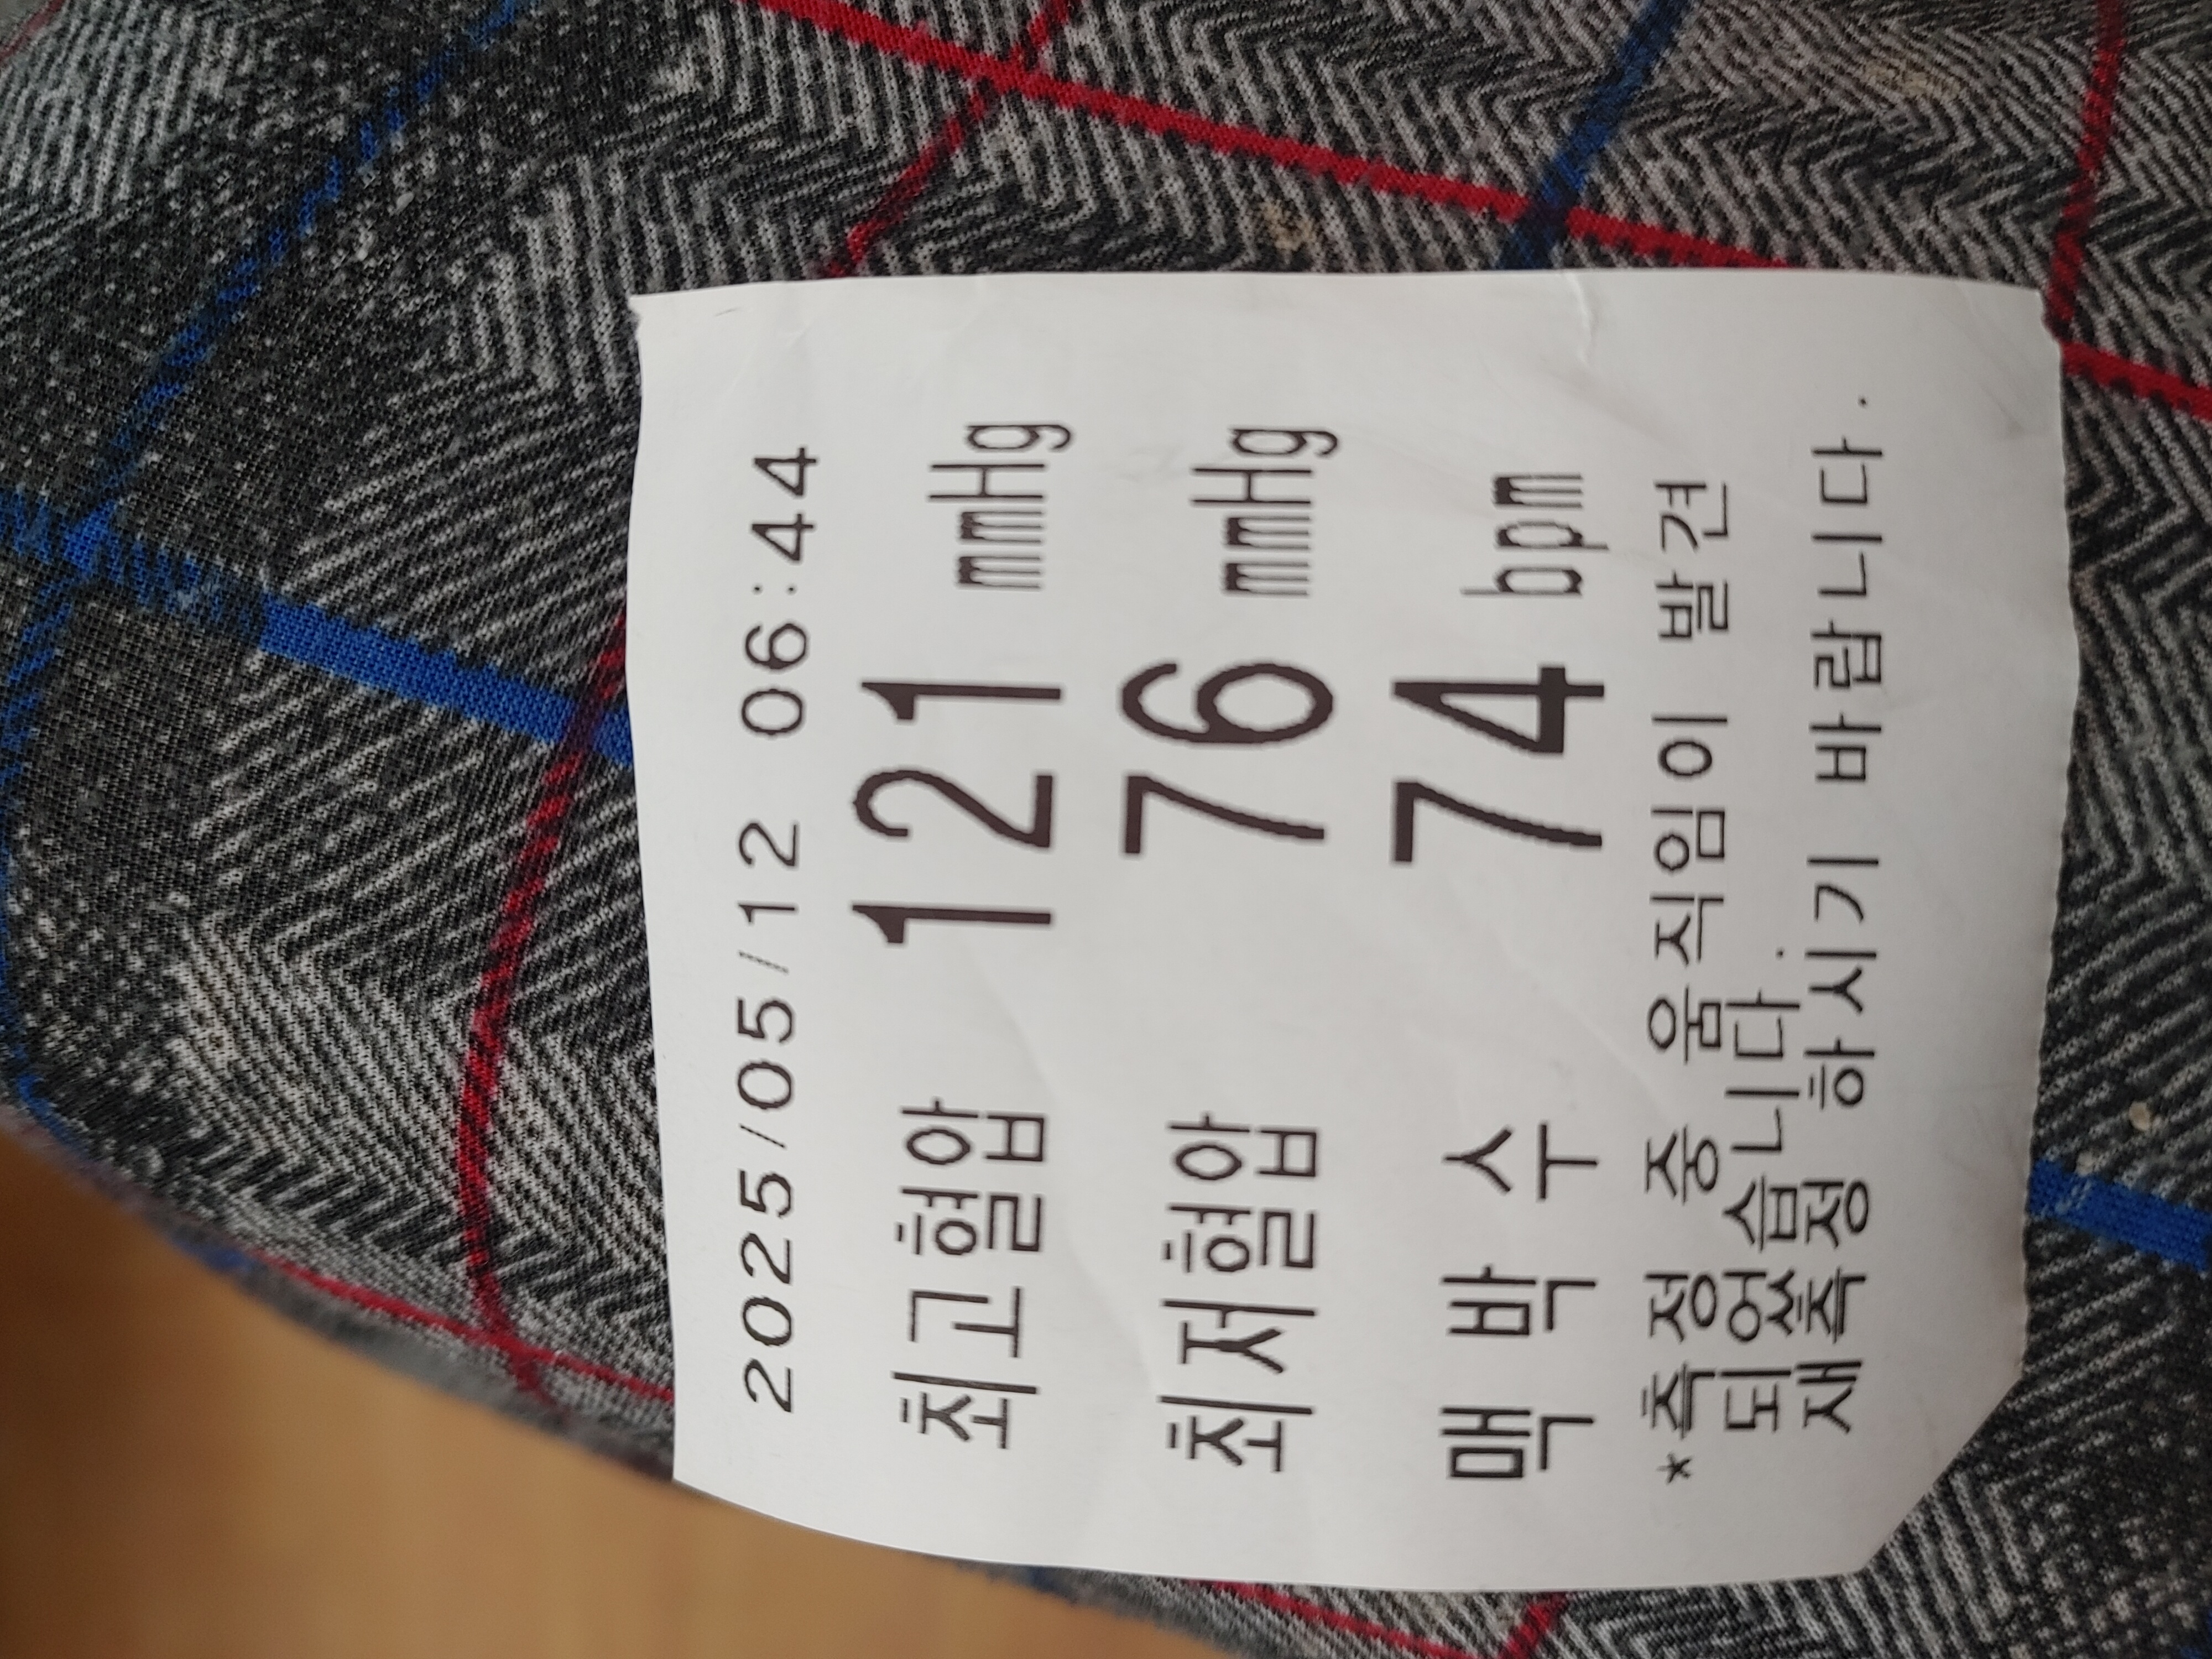 2025/05/12 06:44
최고혈압 121 mmHg
최저혈압 76 mmHg
맥 박 수 74 bpm
*측정 중 움직임이 발견
되었습니다.
재측정 하시기 바랍니다.